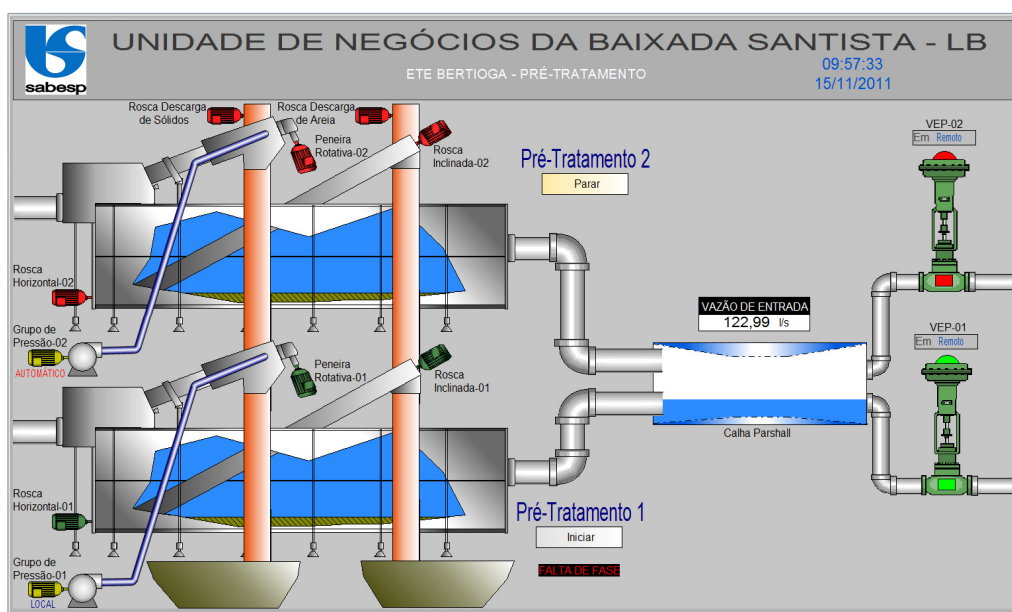 UNIDADE DE NEGÓCIOS DA BAIXADA SANTISTA - LB
sabesp
ETE BERTIOGA - PRÉ-TRATAMENTO
09:57:33
15/11/2011
Rosca Descarga
de Sólidos
Rosca Descarga
de Areia
Peneira
Rotativa-02
Rosca
Inclinada-02
Pré-Tratamento 2
Parar
VEP-02
Em Remoto
Rosca
Horizontal-02
Grupo de
Pressão-02
AUTOMÁTICO
VAZÃO DE ENTRADA
122,99 l/s
VEP-01
Em Remoto
Peneira
Rotativa-01
Rosca
Inclinada-01
Calha Parshall
Rosca
Horizontal-01
Pré-Tratamento 1
Iniciar
Grupo de
Pressão-01
LOCAL
FALTA DE FASE